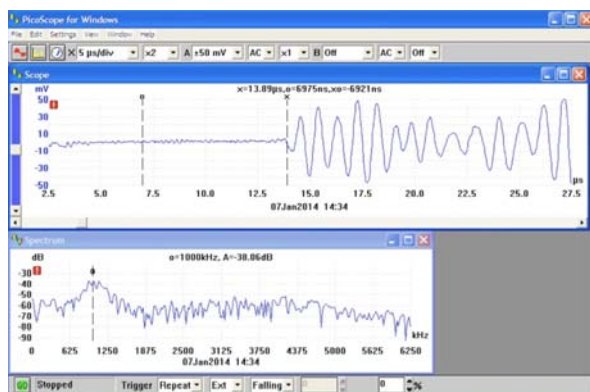 PicoScope for Windows
File Edit Settings View Window Help
5 µs/div x2 A ±50 mV AC x1 B Off AC Off
Scope
x=13.89µs,o=6975ns,xo=-6921ns
mV
50
30
10
-10
-30
-50
2.5 5.0 7.5 10.0 12.5 15.0 17.5 20.0 22.5 25.0 27.5
µs
07Jan2014 14:34
Spectrum
dB o=1000kHz, A=-38.06dB
-30
-40
-50
-60
-70
-80
-90
kHz
0 625 1250 1875 2500 3125 3750 4375 5000 5625 6250
07Jan2014 14:34
GO Stopped Trigger Repeat Ext Falling 0 0 %